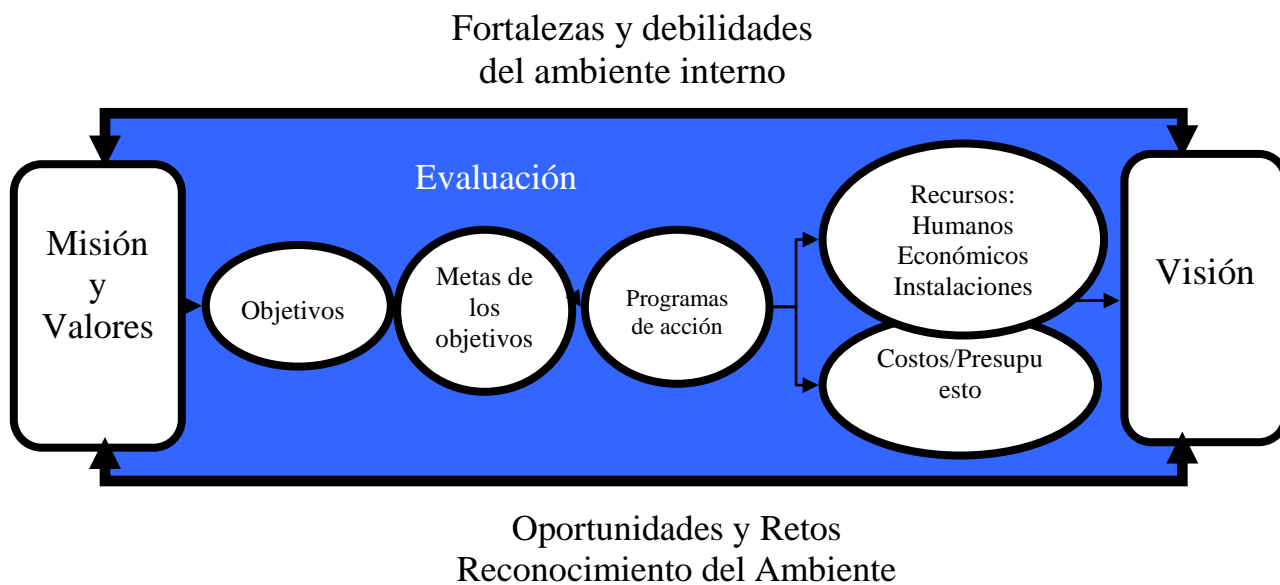 Fortalezas y debilidades
del ambiente interno
Evaluación
Misión
y
Valores
Objetivos
Metas de
los
objetivos
Programas
de acción
Recursos:
Humanos
Económicos
Instalaciones
Costos/Presupu
esto
Visión
Oportunidades y Retos
Reconocimiento del Ambiente